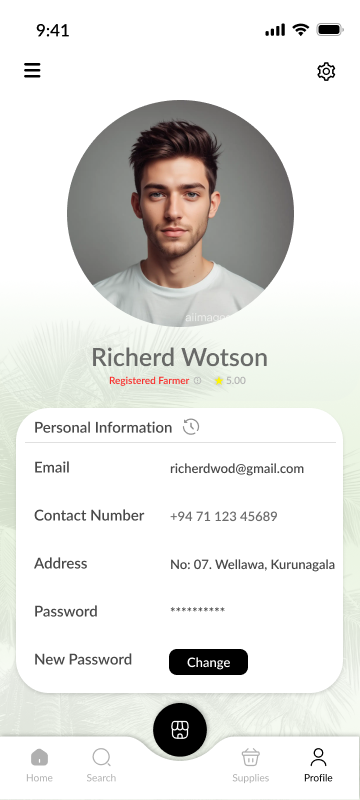 9:41
Richerd Wotson
Registered Farmer 5.00
Personal Information
Email richerdwod@gmail.com
Contact Number +94 71 123 45689
Address No: 07. Wellawa, Kurunagala
Password **********
New Password Change
Home Search Supplies Profile